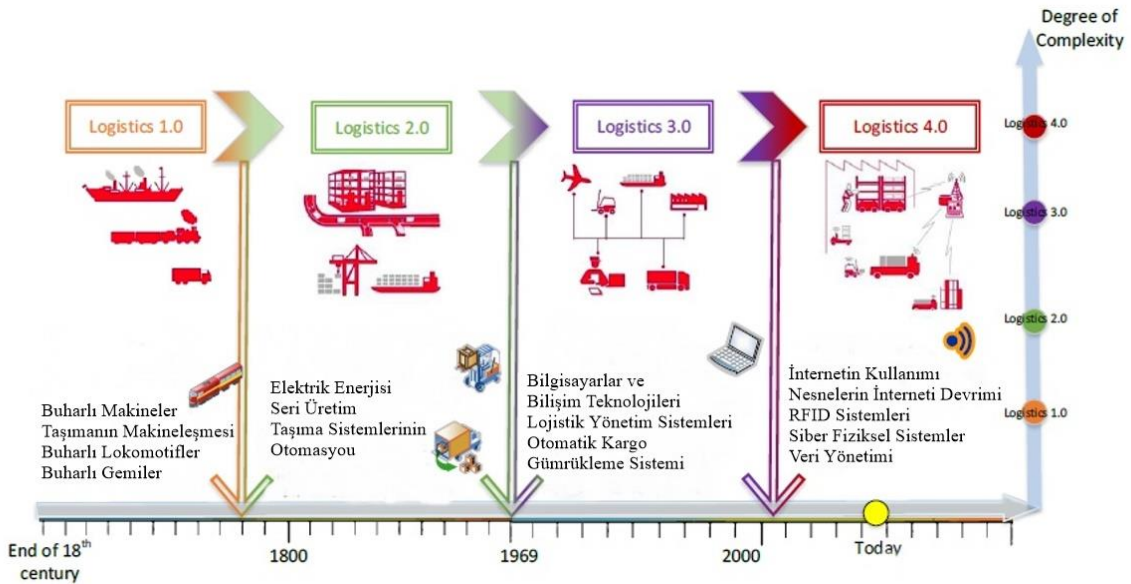 Degree of
Complexity
Logistics 1.0
Logistics 2.0
Logistics 3.0
Logistics 4.0
Logistics 4.0
Logistics 3.0
Logistics 2.0
Logistics 1.0
Buharlı Makineler
Taşımanın Makineleşmesi
Buharlı Lokomotifler
Buharlı Gemiler
Elektrik Enerjisi
Seri Üretim
Taşıma Sistemlerinin
Otomasyou
Bilgisayarlar ve
Bilişim Teknolojileri
Lojistik Yönetim Sistemleri
Otomatik Kargo
Gümrükleme Sistemi
İnternetin Kullanımı
Nesnelerin İnterneti Devrimi
RFID Sistemleri
Siber Fiziksel Sistemler
Veri Yönetimi
End of 18th
century
1800
1969
2000
Today